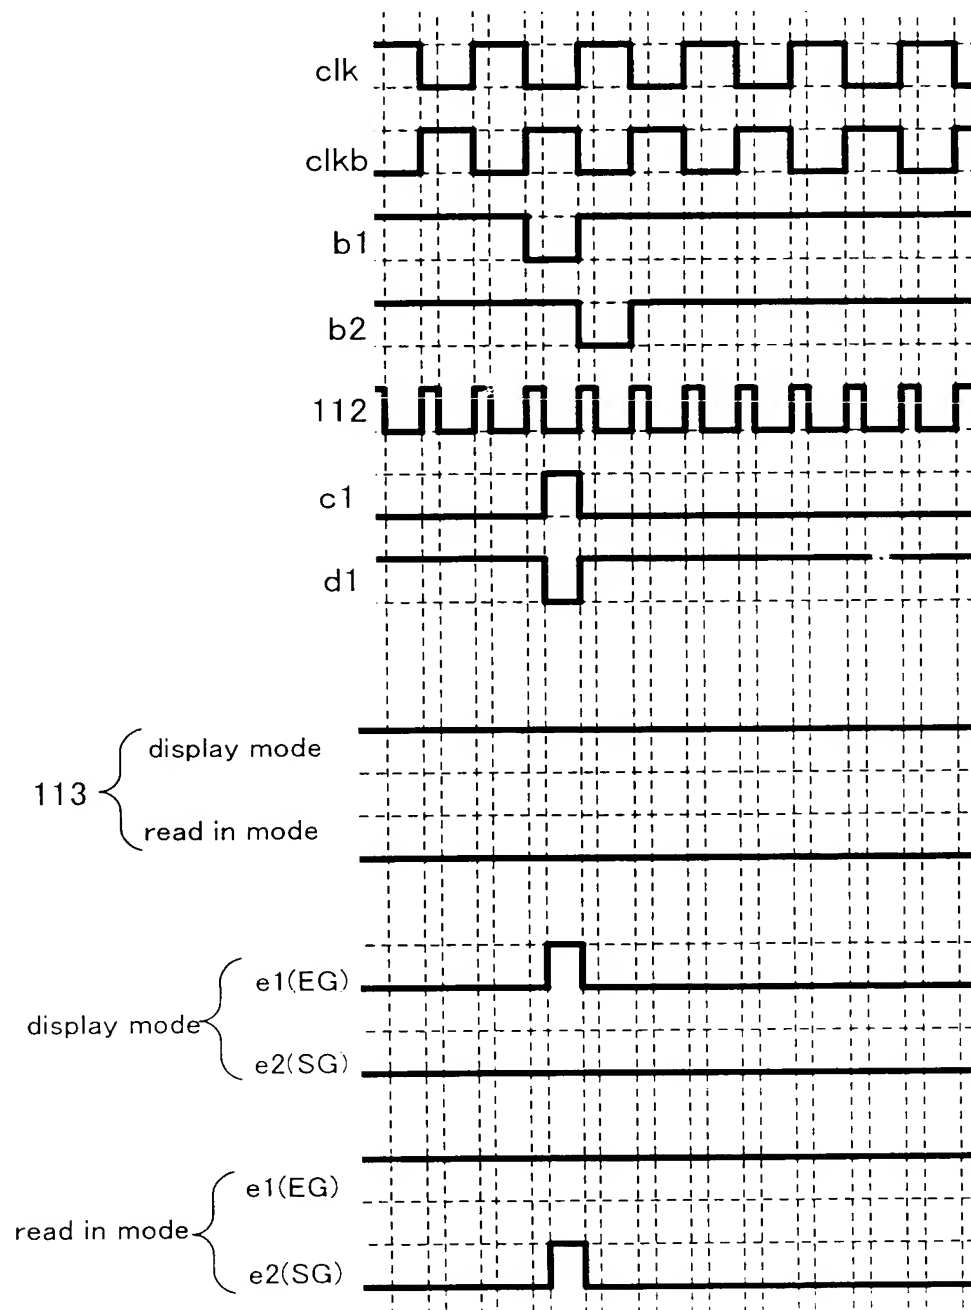 clk
clkb
b1
b2
112
c1
d1
113
display mode
read in mode
display mode
e1(EG)
e2(SG)
read in mode
e1(EG)
e2(SG)